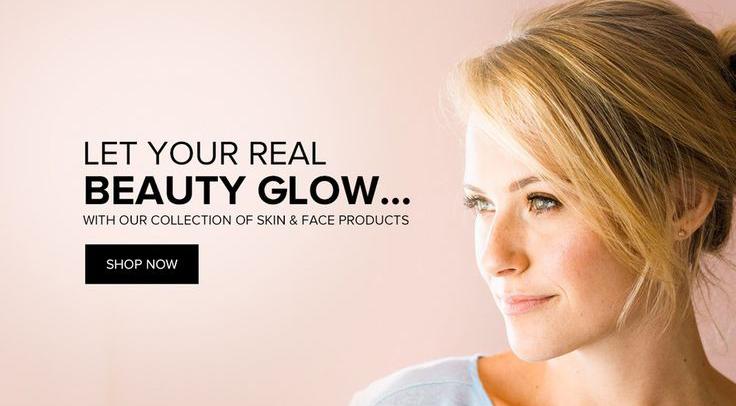 LET YOUR REAL
BEAUTY GLOW...
WITH OUR COLLECTION OF SKIN & FACE PRODUCTS
SHOP NOW